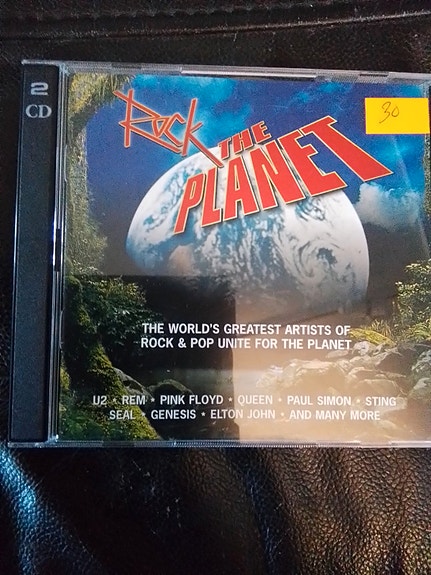 2
CD
30
Rock
THE
PLANET
THE WORLD'S GREATEST ARTISTS OF
ROCK & POP UNITE FOR THE PLANET
U2 * REM * PINK FLOYD * QUEEN * PAUL SIMON * STING
SEAL * GENESIS * ELTON JOHN * AND MANY MORE